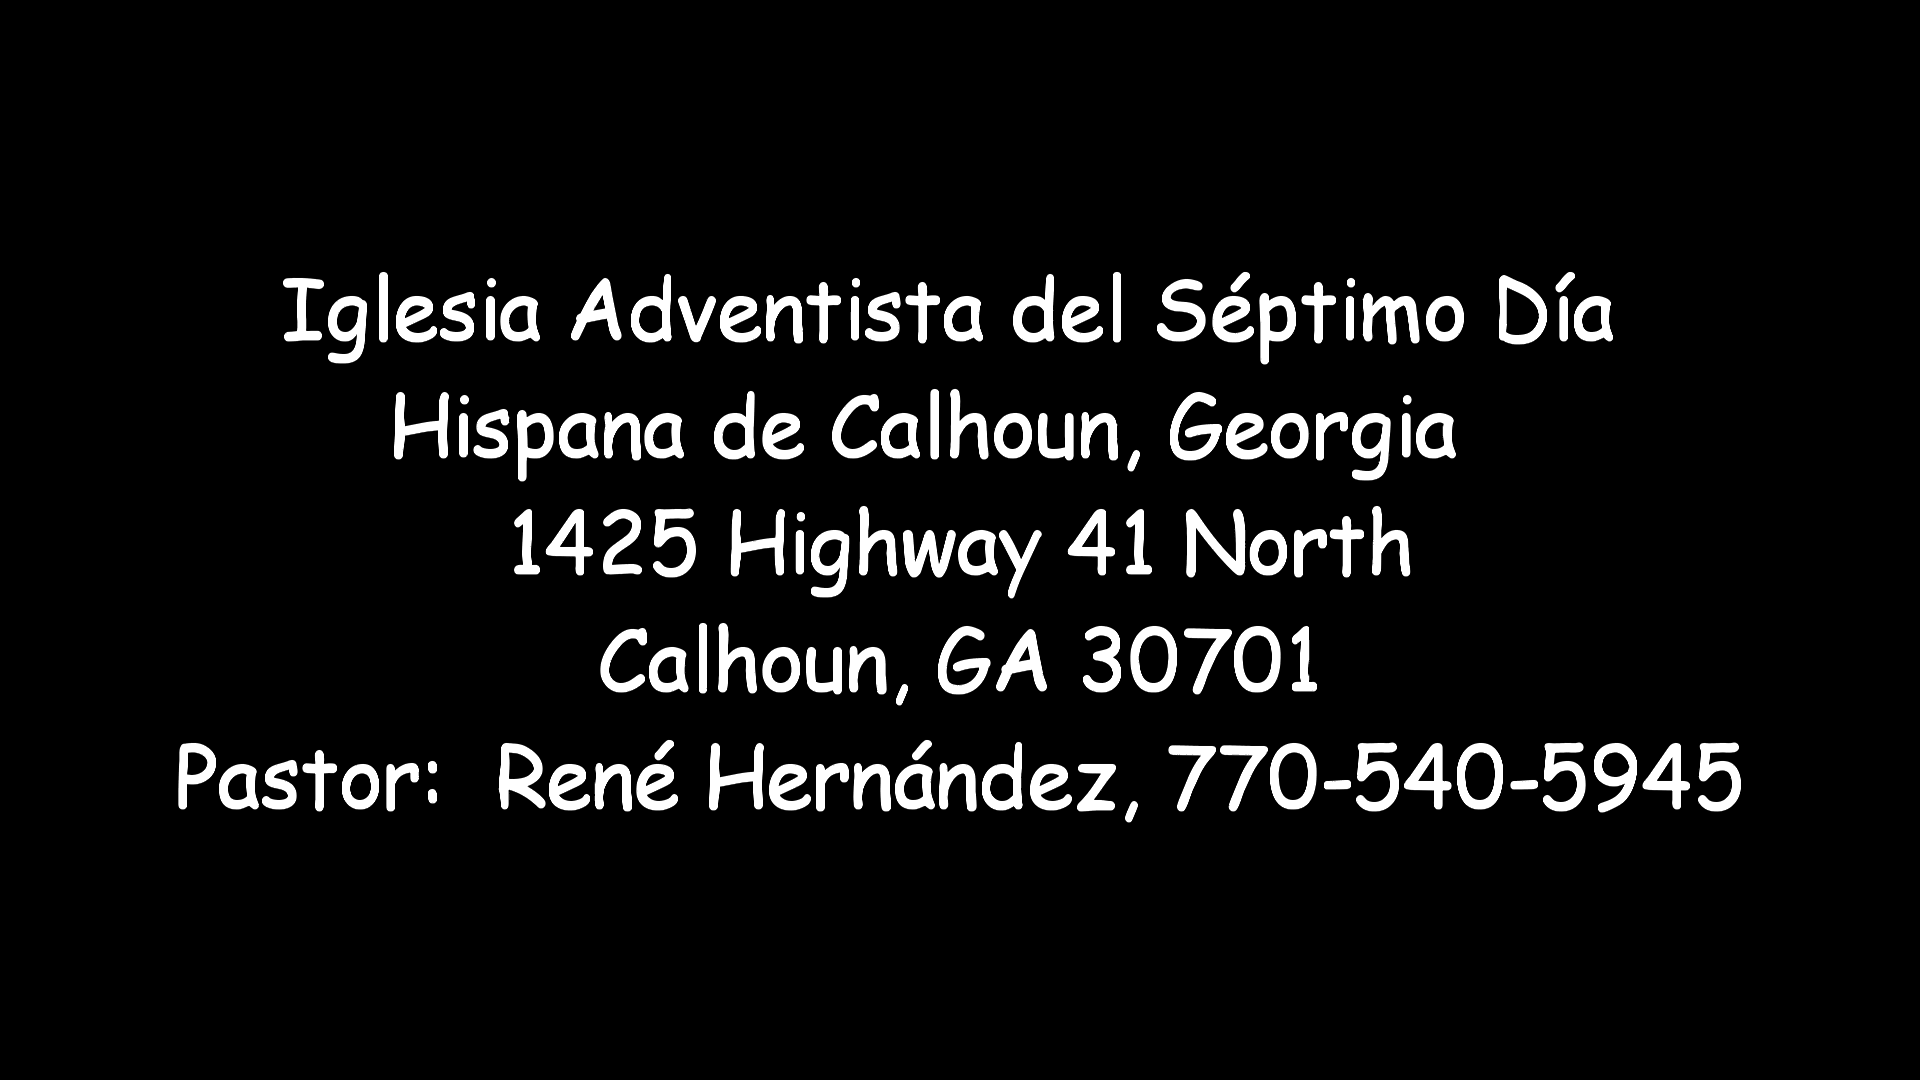 Iglesia Adventista del Séptimo Día
Hispana de Calhoun, Georgia
1425 Highway 41 North
Calhoun, GA 30701
Pastor:  René Hernández, 770-540-5945